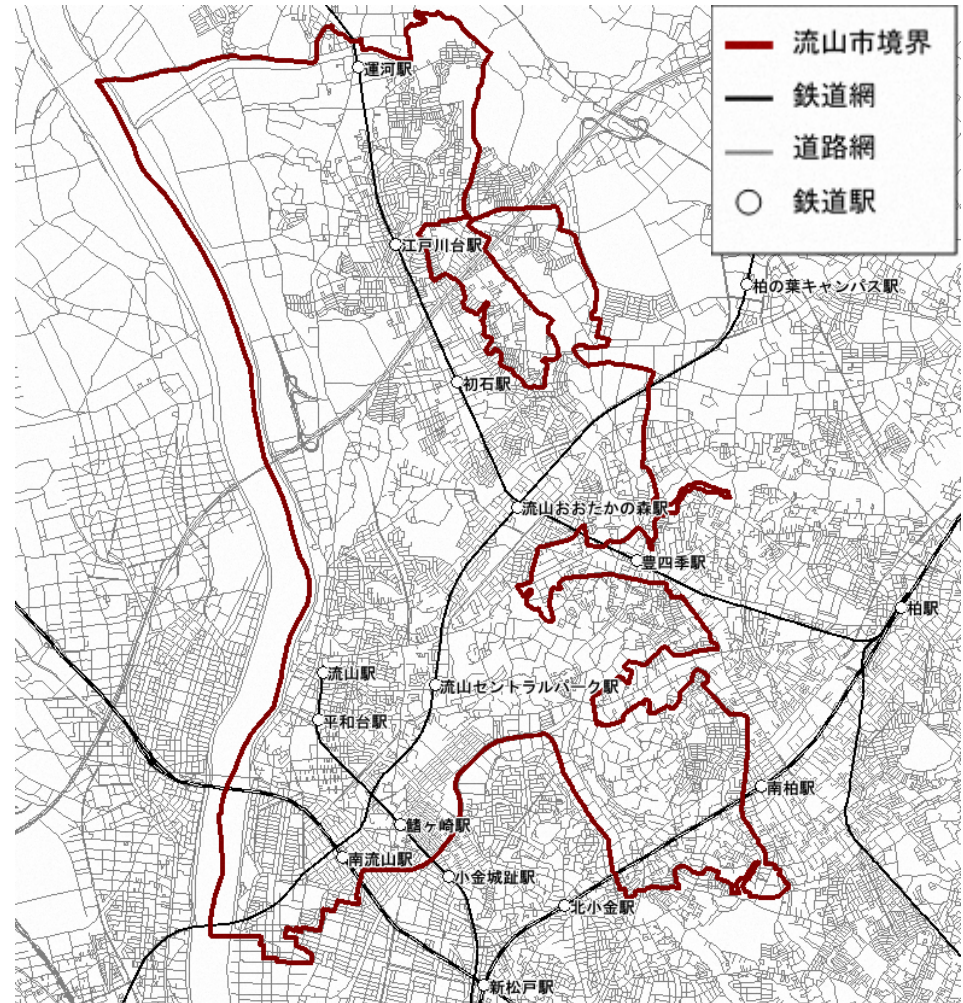 流山市境界
鉄道網
道路網
鉄道駅
運河駅
江戸川台駅
柏の葉キャンパス駅
初石駅
流山おおたかの森駅
豊四季駅
柏駅
流山駅
流山セントラルパーク駅
平和台駅
南柏駅
鰭ヶ崎駅
南流山駅
小金城趾駅
北小金駅
新松戸駅